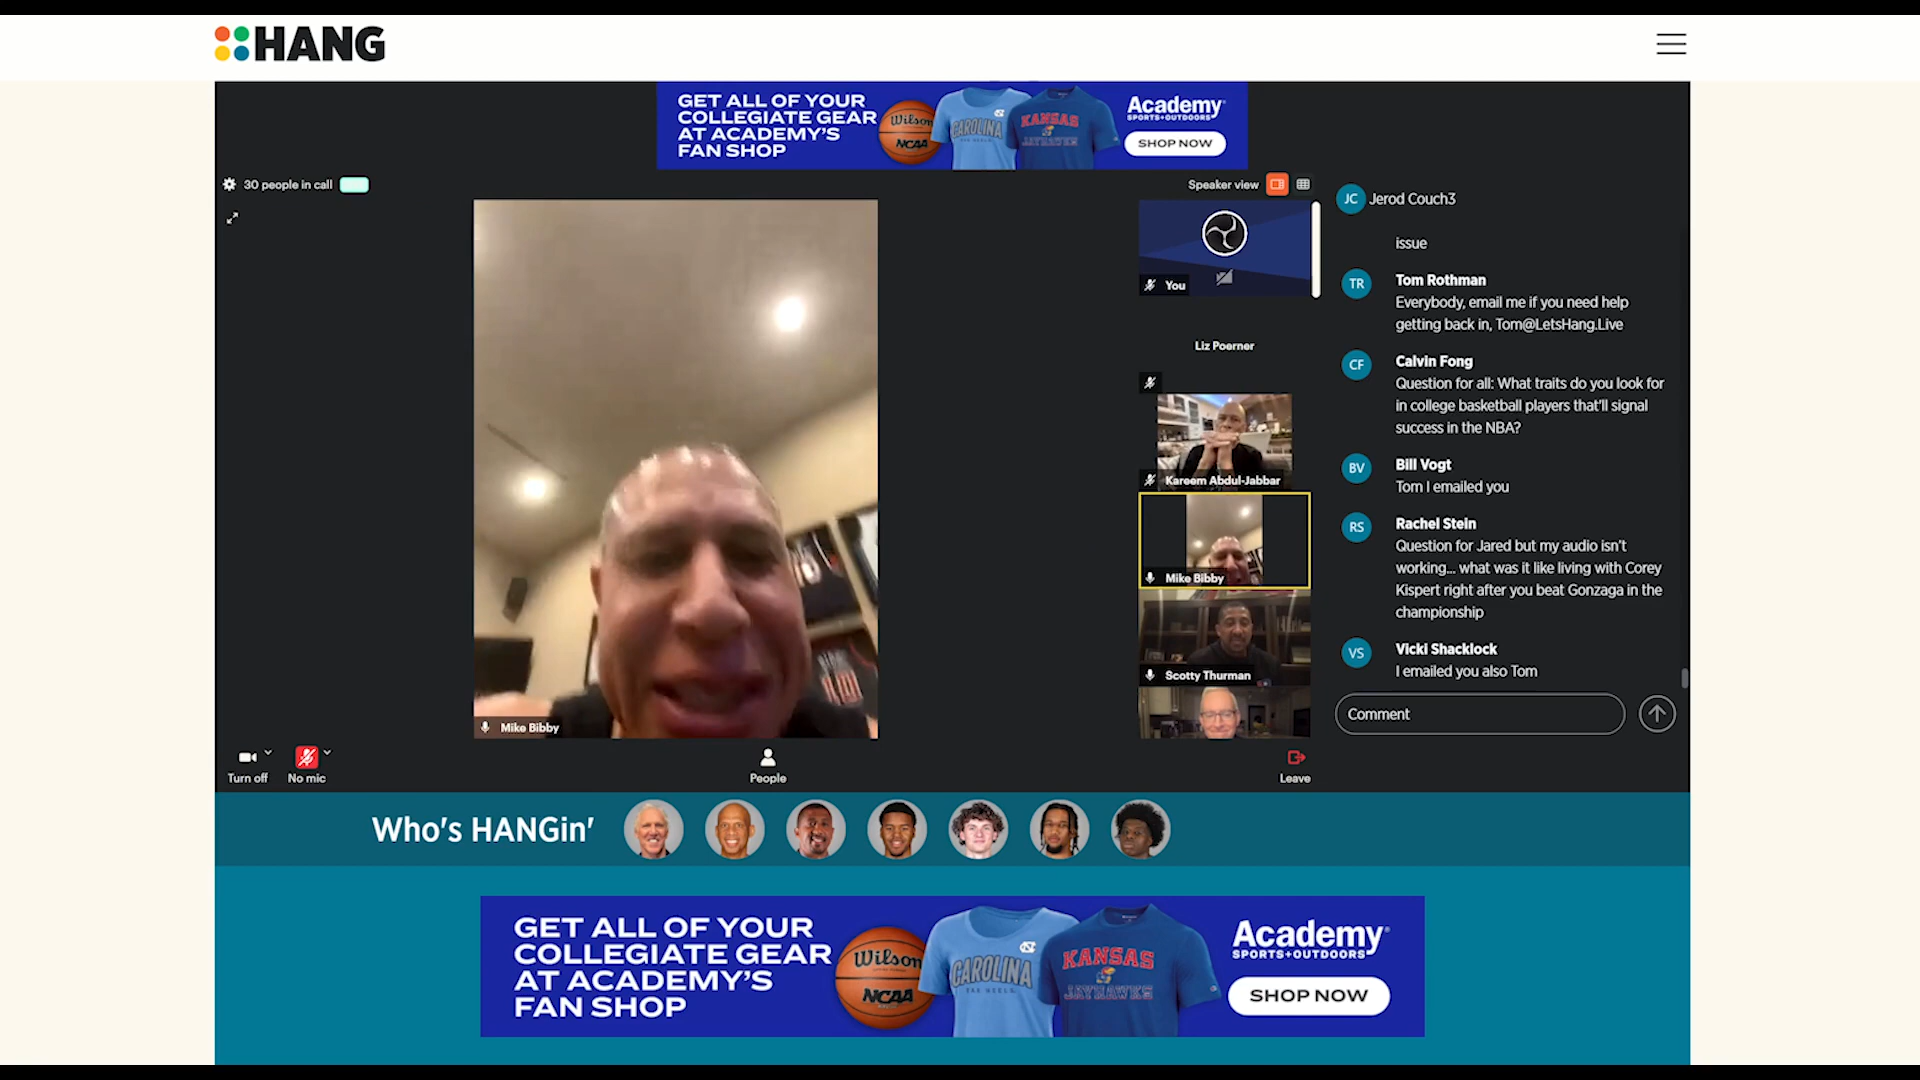 HANG
GET ALL OF YOUR
COLLEGIATE GEAR
AT ACADEMY'S
FAN SHOP
Wilson
NCAA
CAROLINA
KANSAS
JAYHAWKS
Academy
SPORTS+OUTDOORS
SHOP NOW
30 people in call
Speaker view
You
Liz Poerner
Kareem Abdul-Jabbar
Mike Bibby
Scotty Thurman
Mike Bibby
JC Jerod Couch3
issue
TR Tom Rothman
Everybody, email me if you need help
getting back in, Tom@LetsHang.Live
CF Calvin Fong
Question for all: What traits do you look for
in college basketball players that'll signal
success in the NBA?
BV Bill Vogt
Tom I emailed you
RS Rachel Stein
Question for Jared but my audio isn't
working... what was it like living with Corey
Kispert right after you beat Gonzaga in the
championship
VS Vicki Shacklock
I emailed you also Tom
Comment
Turn off
No mic
People
Leave
Who's HANGin'
GET ALL OF YOUR
COLLEGIATE GEAR
AT ACADEMY'S
FAN SHOP
Wilson
NCAA
CAROLINA
TAR HEELS
KANSAS
JAYHAWKS
Academy
SPORTS+OUTDOORS
SHOP NOW